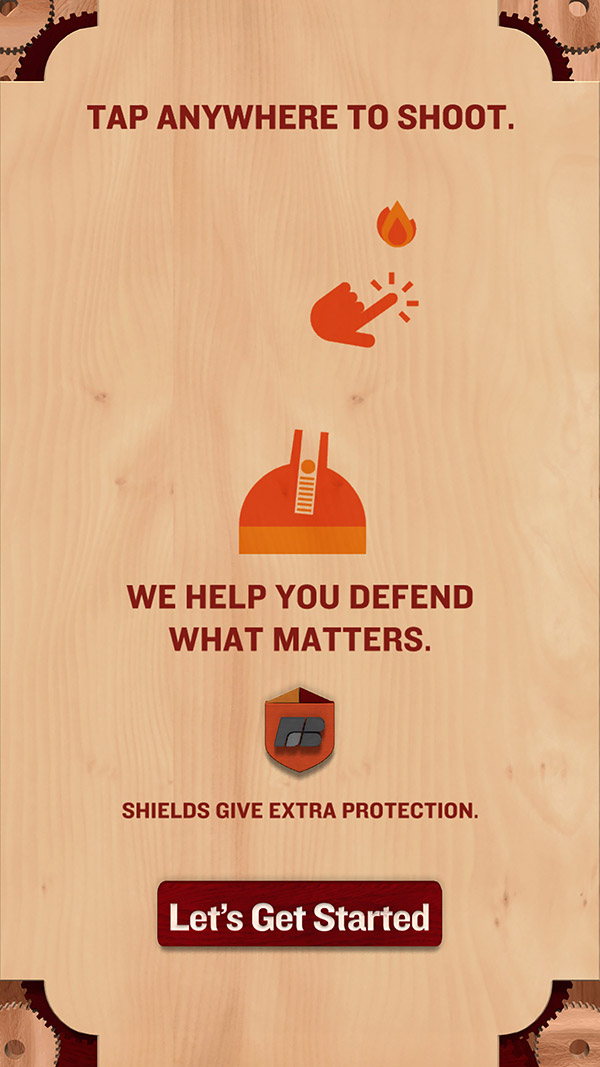 TAP ANYWHERE TO SHOOT.
WE HELP YOU DEFEND
WHAT MATTERS.
SHIELDS GIVE EXTRA PROTECTION.
Let's Get Started